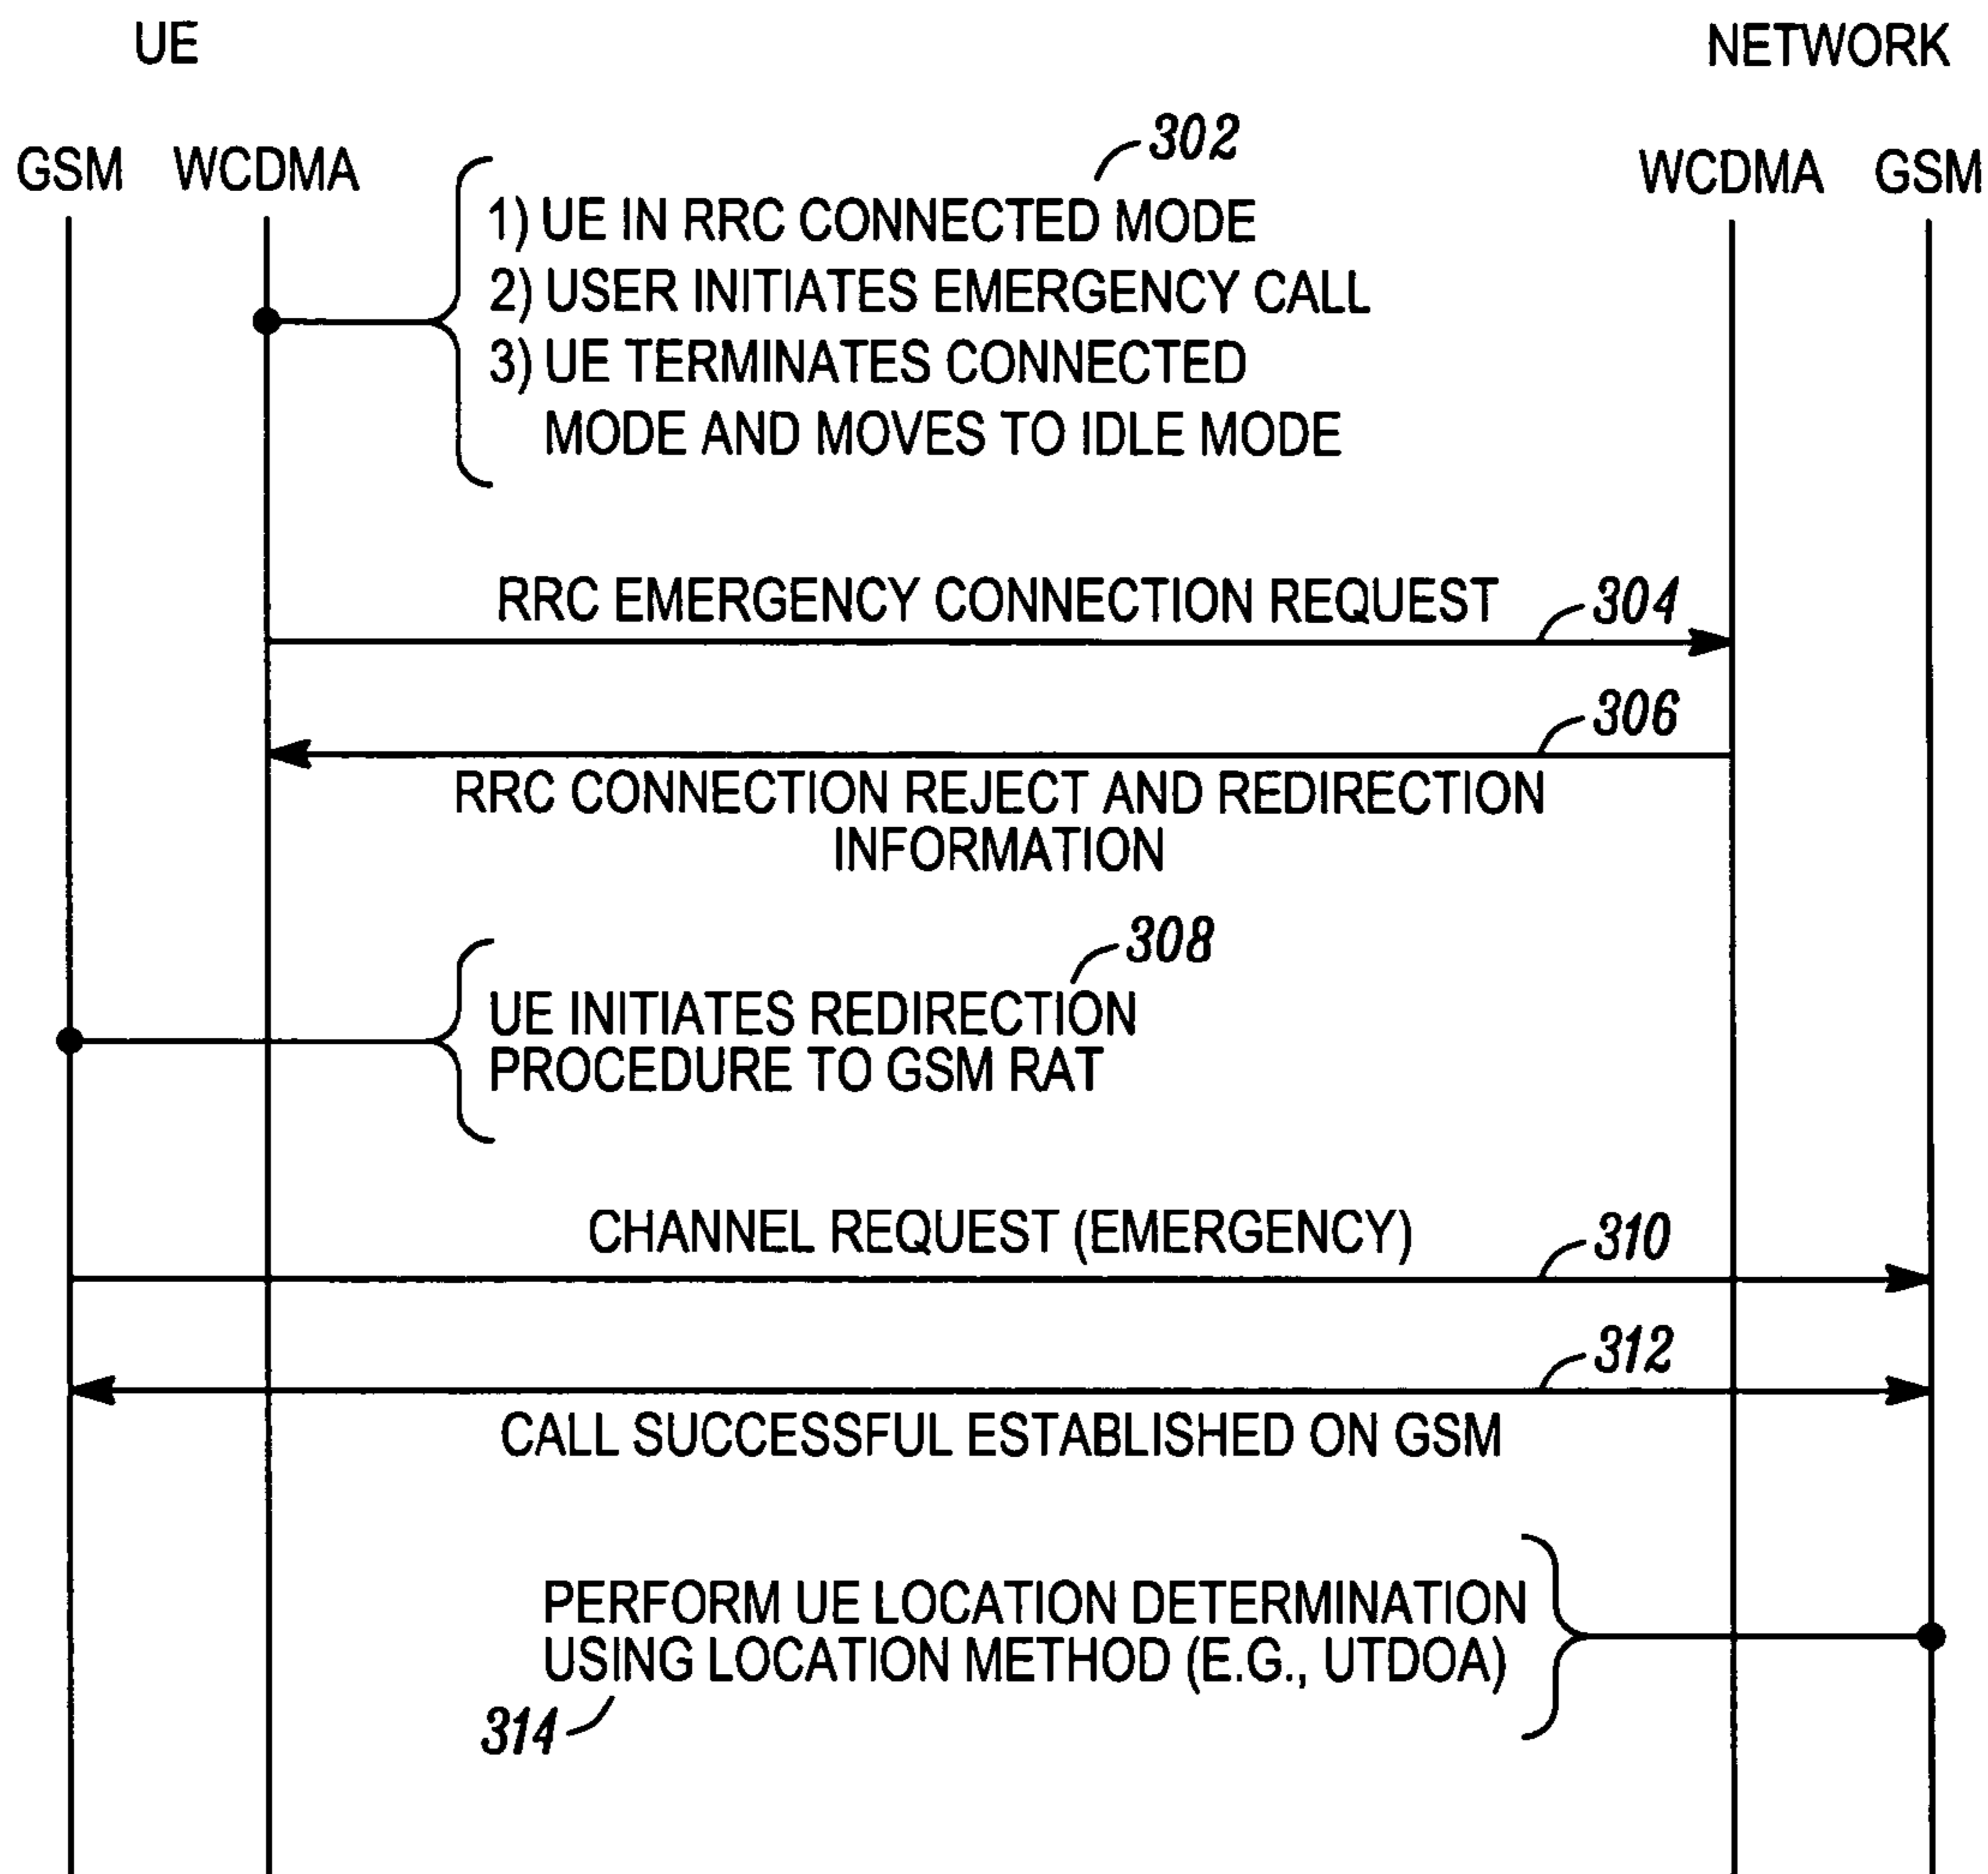 UE
NETWORK
GSM
WCDMA
302
WCDMA
GSM
1) UE IN RRC CONNECTED MODE
2) USER INITIATES EMERGENCY CALL
3) UE TERMINATES CONNECTED
MODE AND MOVES TO IDLE MODE
RRC EMERGENCY CONNECTION REQUEST
304
306
RRC CONNECTION REJECT AND REDIRECTION
INFORMATION
308
UE INITIATES REDIRECTION
PROCEDURE TO GSM RAT
CHANNEL REQUEST (EMERGENCY)
310
312
CALL SUCCESSFUL ESTABLISHED ON GSM
PERFORM UE LOCATION DETERMINATION
USING LOCATION METHOD (E.G., UTDOA)
314